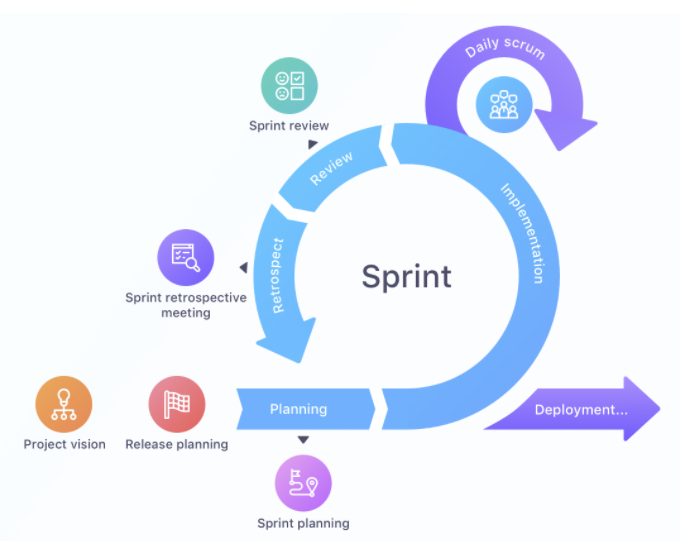 Daily scrum
Sprint review
Review
Implementation
Retrospect
Sprint
Sprint retrospective
meeting
Planning
Deployment...
Project vision
Release planning
Sprint planning